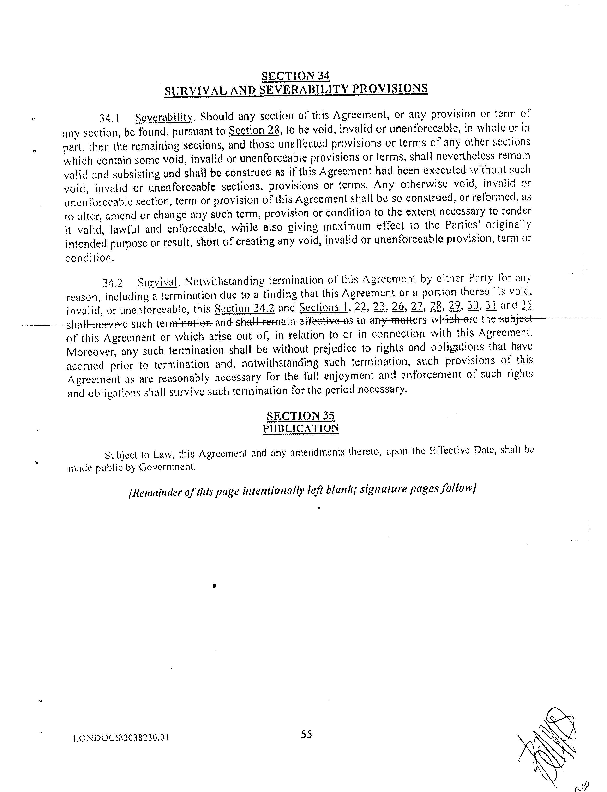 SECTION 34
SURVIVAL AND SEVERABILITY PROVISIONS
34.1 Severability. Should any section of this Agreement, or any provision or term of
any section, be found, pursuant to Section 28, to be void, invalid or unenforceable, in whole or in
part, then the remaining sections, and those unaffected provisions or terms of any other sections
which contain some void, invalid or unenforceable provisions or terms, shall nevertheless remain
valid and subsisting and shall be construed as if this Agreement had been executed without such
void, invalid or unenforceable sections, provisions or terms. Any otherwise void, invalid or
unenforceable section, term or provision of this Agreement shall be so construed, or reformed, as
to alter, amend or change any such term, provision or condition to the extent necessary to render
it valid, lawful and enforceable, while also giving maximum effect to the Parties' originally
intended purpose or result, short of creating any void, invalid or unenforceable provision, term or
condition.
34.2 Survival. Notwithstanding termination of this Agreement by either Party for any
reason, including a termination due to a finding that this Agreement or a portion thereof is void,
invalid, or unenforceable, this Section 34.2 and Sections 1, 22, 23, 26, 27, 28, 29, 30, 31 and 35
shall survive such termination and shall remain effective as to any matters which are the subject
of this Agreement or which arise out of, in relation to or in connection with this Agreement.
Moreover, any such termination shall be without prejudice to rights and obligations that have
accrued prior to termination and, notwithstanding such termination, such provisions of this
Agreement as are reasonably necessary for the full enjoyment and enforcement of such rights
and obligations shall survive such termination for the period necessary.
SECTION 35
PUBLICATION
Subject to Law, this Agreement and any amendments thereto, upon the Effective Date, shall be
made public by Government.
[Remainder of this page intentionally left blank; signature pages follow]
55